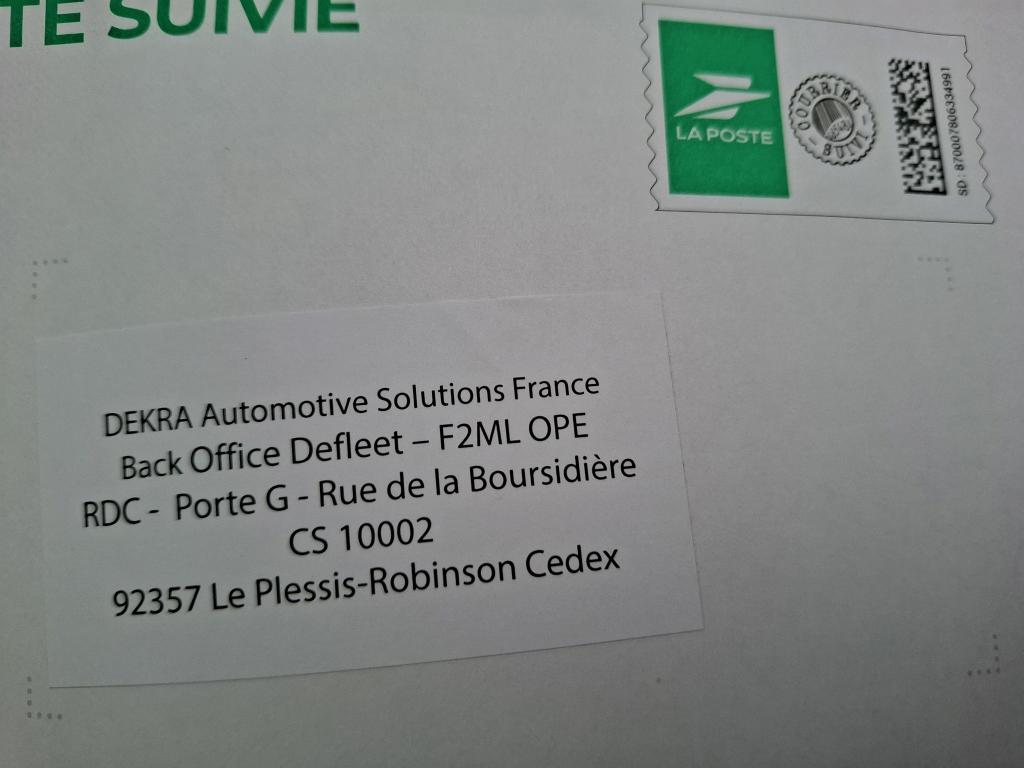 TE SUIVIE
LA POSTE
COURRIER
SUIVI
SD : 870007806334991
DEKRA Automotive Solutions France
Back Office Defleet – F2ML OPE
RDC - Porte G - Rue de la Boursidière
CS 10002
92357 Le Plessis-Robinson Cedex